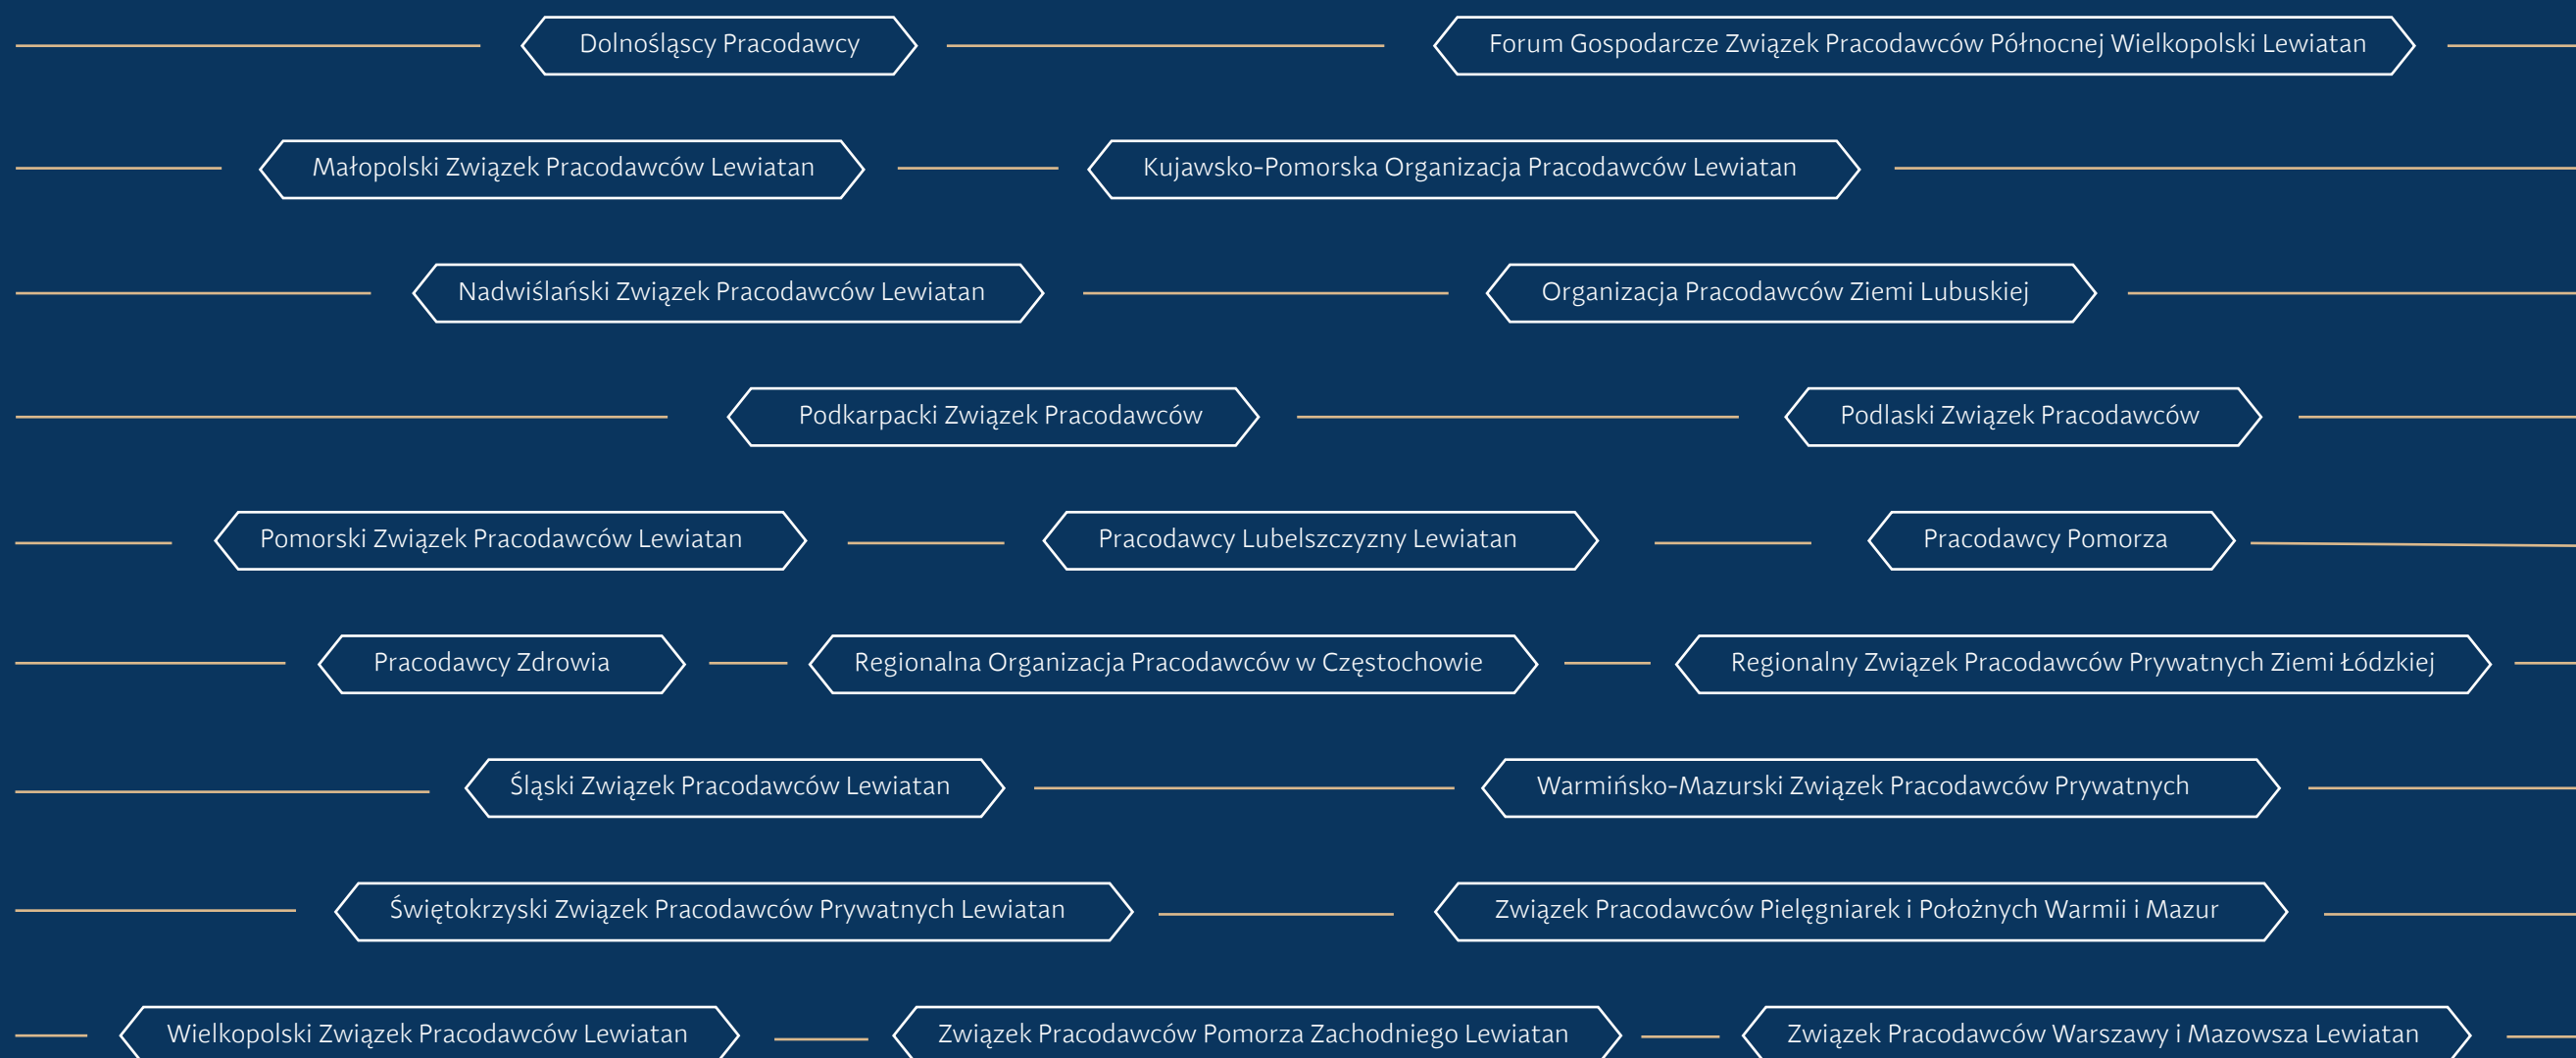 Dolnośląscy Pracodawcy
Forum Gospodarcze Związek Pracodawców Północnej Wielkopolski Lewiatan
Małopolski Związek Pracodawców Lewiatan
Kujawsko-Pomorska Organizacja Pracodawców Lewiatan
Nadwiślański Związek Pracodawców Lewiatan
Organizacja Pracodawców Ziemi Lubuskiej
Podkarpacki Związek Pracodawców
Podlaski Związek Pracodawców
Pomorski Związek Pracodawców Lewiatan
Pracodawcy Lubelszczyzny Lewiatan
Pracodawcy Pomorza
Pracodawcy Zdrowia
Regionalna Organizacja Pracodawców w Częstochowie
Regionalny Związek Pracodawców Prywatnych Ziemi Łódzkiej
Śląski Związek Pracodawców Lewiatan
Warmińsko-Mazurski Związek Pracodawców Prywatnych
Świętokrzyski Związek Pracodawców Prywatnych Lewiatan
Związek Pracodawców Pielęgniarek i Położnych Warmii i Mazur
Wielkopolski Związek Pracodawców Lewiatan
Związek Pracodawców Pomorza Zachodniego Lewiatan
Związek Pracodawców Warszawy i Mazowsza Lewiatan